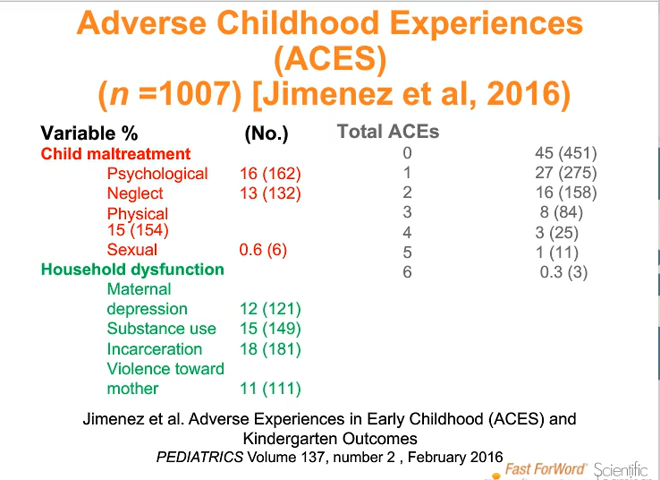 Adverse Childhood Experiences
(ACES)
(n =1007) [Jimenez et al, 2016)
Variable % (No.)
Child maltreatment
Psychological 16 (162)
Neglect 13 (132)
Physical
15 (154)
Sexual 0.6 (6)
Household dysfunction
Maternal
depression 12 (121)
Substance use 15 (149)
Incarceration 18 (181)
Violence toward
mother 11 (111)
Total ACEs
0 45 (451)
1 27 (275)
2 16 (158)
3 8 (84)
4 3 (25)
5 1 (11)
6 0.3 (3)
Jimenez et al. Adverse Experiences in Early Childhood (ACES) and
Kindergarten Outcomes
PEDIATRICS Volume 137, number 2 , February 2016
Fast ForWord Scientific